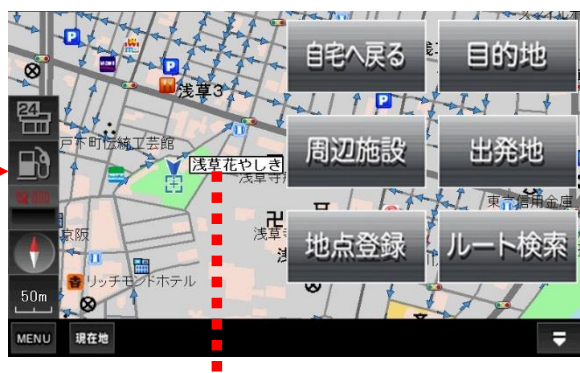 自宅へ戻る
目的地
浅草3
24
戸下町伝統工芸館
浅草花やしき
周辺施設
出発地
浅草寺
東京信用金庫
京阪
リッチモンドホテル
地点登録
ルート検索
50m
MENU
現在地